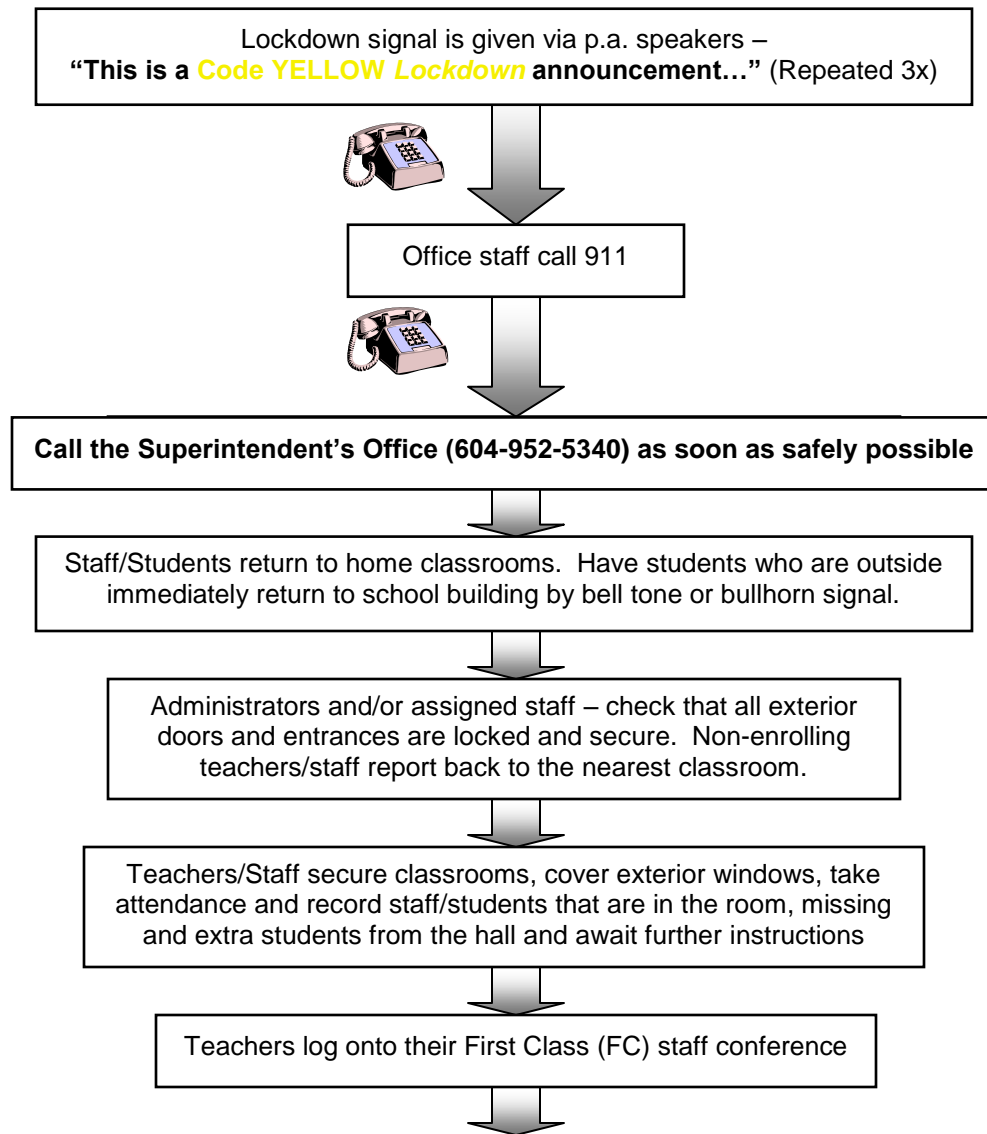 Lockdown signal is given via p.a. speakers –
“This is a Code YELLOW Lockdown announcement…” (Repeated 3x)
Office staff call 911
Call the Superintendent’s Office (604-952-5340) as soon as safely possible
Staff/Students return to home classrooms.  Have students who are outside
immediately return to school building by bell tone or bullhorn signal.
Administrators and/or assigned staff – check that all exterior
doors and entrances are locked and secure.  Non-enrolling
teachers/staff report back to the nearest classroom.
Teachers/Staff secure classrooms, cover exterior windows, take
attendance and record staff/students that are in the room, missing
and extra students from the hall and await further instructions
Teachers log onto their First Class (FC) staff conference